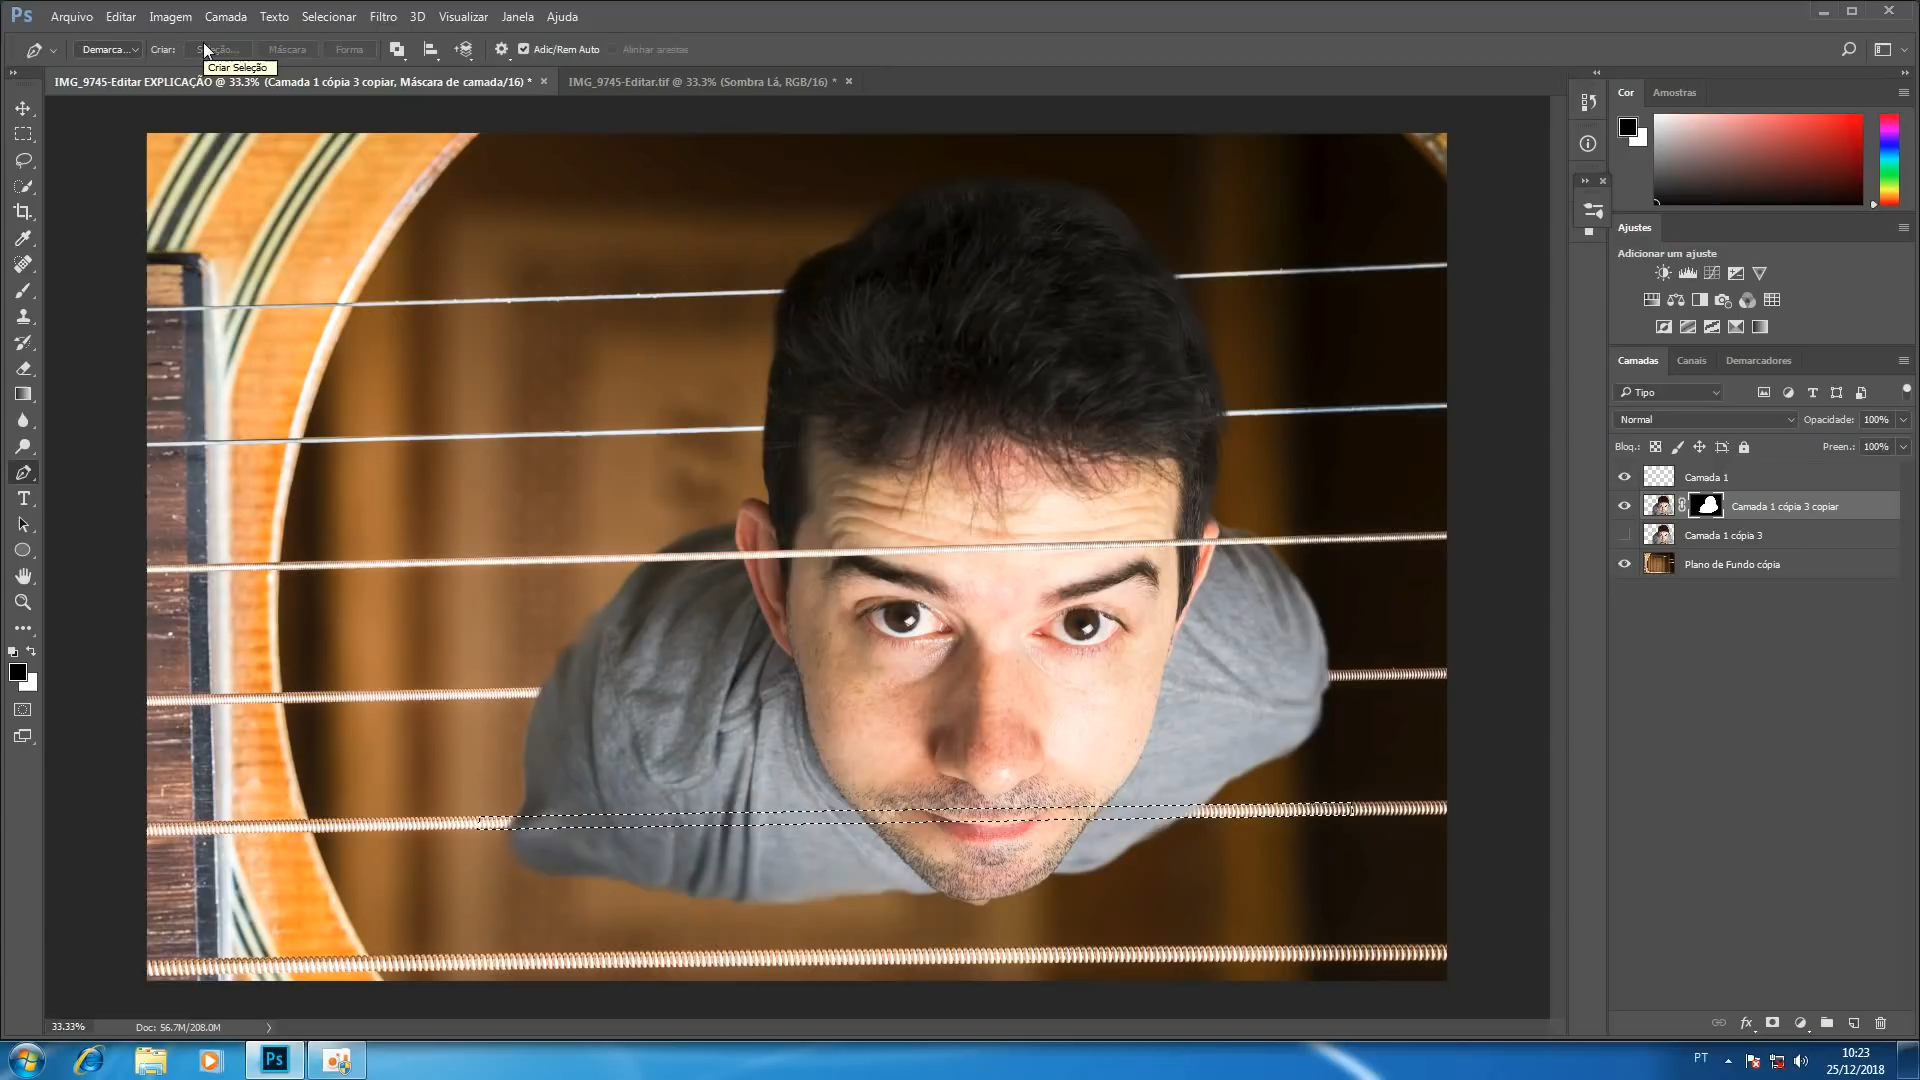 Ps Arquivo Editar Imagem Camada Texto Selecionar Filtro 3D Visualizar Janela Ajuda
Demarca... Criar: Máscara Forma Adic/Rem Auto Alinhar arestas
Criar Seleção
IMG_9745-Editar EXPLICAÇÃO @ 33.3% (Camada 1 cópia 3 copiar, Máscara de camada/16) * IMG_9745-Editar.tif @ 33.3% (Sombra Lá, RGB/16) *
Cor Amostras
Ajustes
Adicionar um ajuste
Camadas Canais Demarcadores
Tipo
Normal Opacidade: 100%
Bloq.: Preen.: 100%
Camada 1
Camada 1 cópia 3 copiar
Camada 1 cópia 3
Plano de Fundo cópia
33.33% Doc: 56.7M/208.0M
fx
Ps PT 10:23
25/12/2018